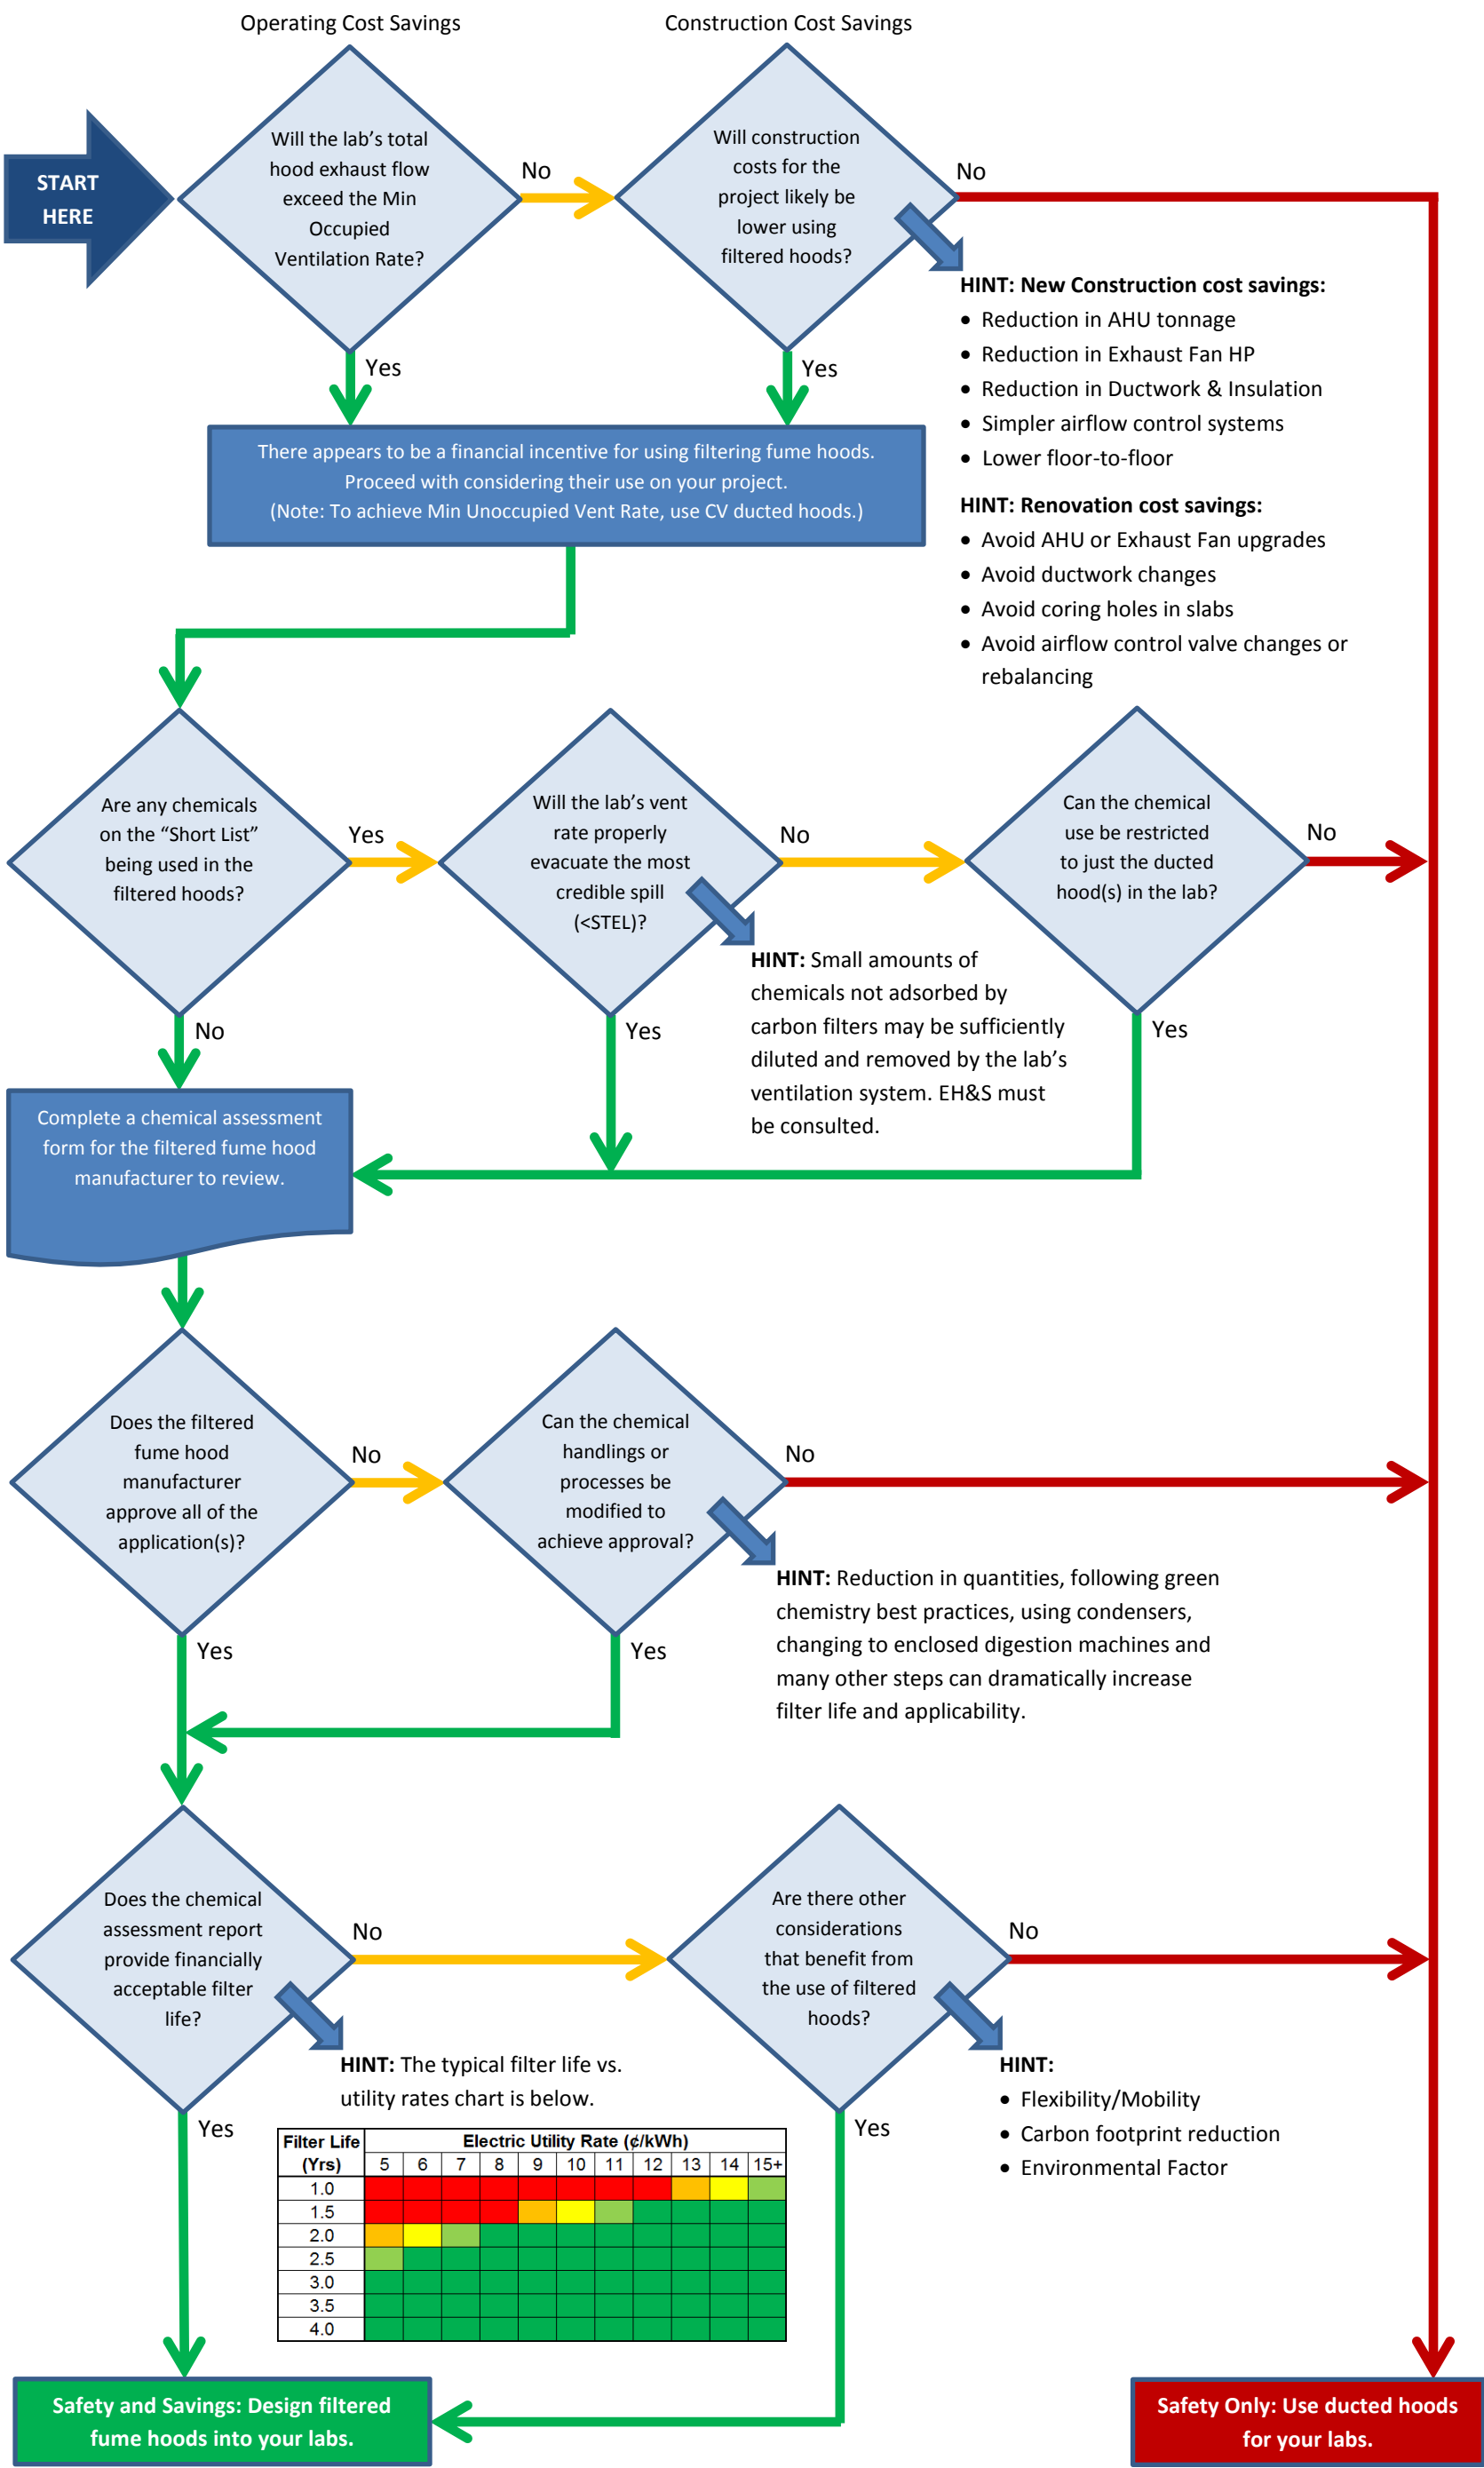 Operating Cost Savings
Construction Cost Savings
START
HERE
Will the lab’s total
hood exhaust flow
exceed the Min
Occupied
Ventilation Rate?
No
Will construction
costs for the
project likely be
lower using
filtered hoods?
No
HINT: New Construction cost savings:
• Reduction in AHU tonnage
• Reduction in Exhaust Fan HP
• Reduction in Ductwork & Insulation
• Simpler airflow control systems
• Lower floor-to-floor
HINT: Renovation cost savings:
• Avoid AHU or Exhaust Fan upgrades
• Avoid ductwork changes
• Avoid coring holes in slabs
• Avoid airflow control valve changes or
rebalancing
Yes
Yes
There appears to be a financial incentive for using filtering fume hoods.
Proceed with considering their use on your project.
(Note: To achieve Min Unoccupied Vent Rate, use CV ducted hoods.)
Are any chemicals
on the “Short List”
being used in the
filtered hoods?
Yes
Will the lab’s vent
rate properly
evacuate the most
credible spill
(<STEL)?
No
Can the chemical
use be restricted
to just the ducted
hood(s) in the lab?
No
HINT: Small amounts of
chemicals not adsorbed by
carbon filters may be sufficiently
diluted and removed by the lab’s
ventilation system. EH&S must
be consulted.
No
Yes
Yes
Complete a chemical assessment
form for the filtered fume hood
manufacturer to review.
Does the filtered
fume hood
manufacturer
approve all of the
application(s)?
No
Can the chemical
handlings or
processes be
modified to
achieve approval?
No
HINT: Reduction in quantities, following green
chemistry best practices, using condensers,
changing to enclosed digestion machines and
many other steps can dramatically increase
filter life and applicability.
Yes
Yes
Does the chemical
assessment report
provide financially
acceptable filter
life?
No
Are there other
considerations
that benefit from
the use of filtered
hoods?
No
HINT: The typical filter life vs.
utility rates chart is below.
HINT:
• Flexibility/Mobility
• Carbon footprint reduction
• Environmental Factor
Yes
Yes
Filter Life Electric Utility Rate (¢/kWh)
(Yrs) 5 6 7 8 9 10 11 12 13 14 15+
1.0
1.5
2.0
2.5
3.0
3.5
4.0
Safety and Savings: Design filtered
fume hoods into your labs.
Safety Only: Use ducted hoods
for your labs.